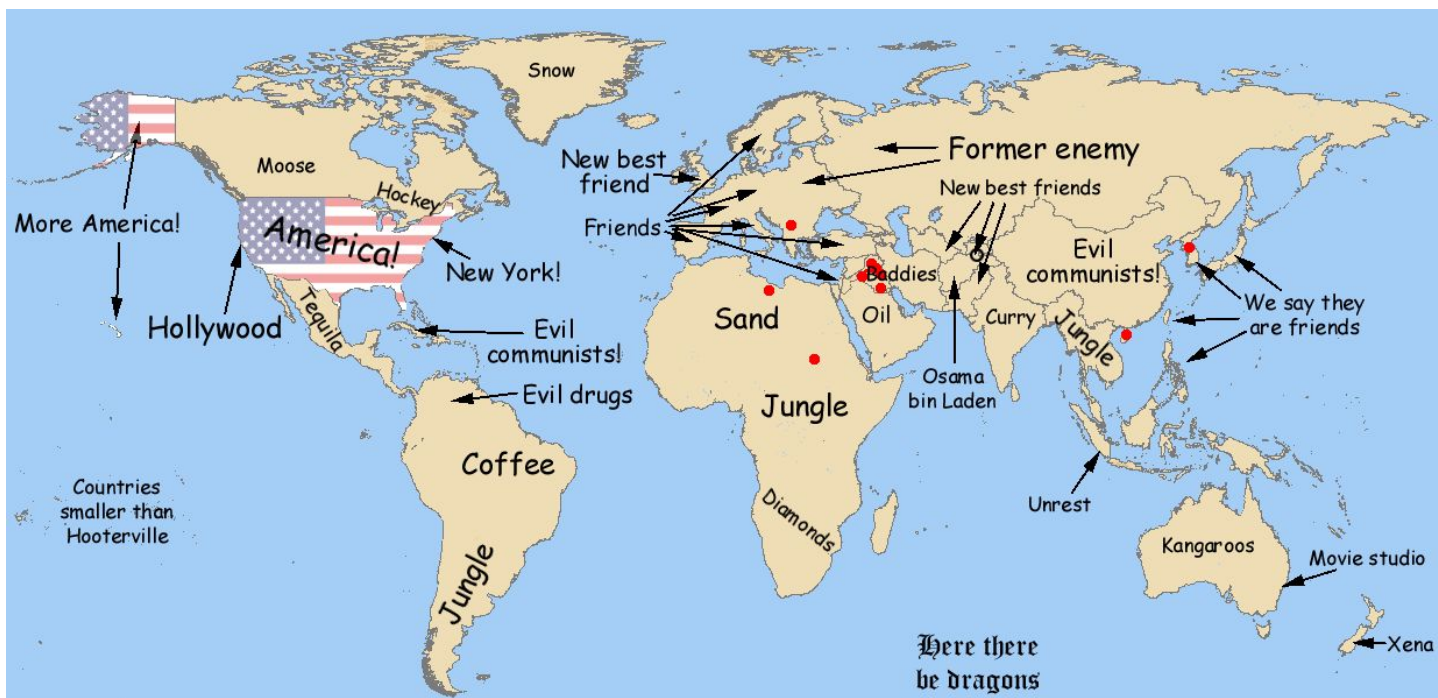 Snow
Moose
Hockey
New best
friend
Former enemy
New best friends
More America!
America!
Friends
New York!
Baddies
Evil
communists!
Hollywood
Tequila
Evil
communists!
Sand
Oil
Curry
Jungle
We say they
are friends
Evil drugs
Jungle
Osama
bin Laden
Coffee
Countries
smaller than
Hooterville
Diamonds
Unrest
Jungle
Kangaroos
Movie studio
Here there
be dragons
Xena